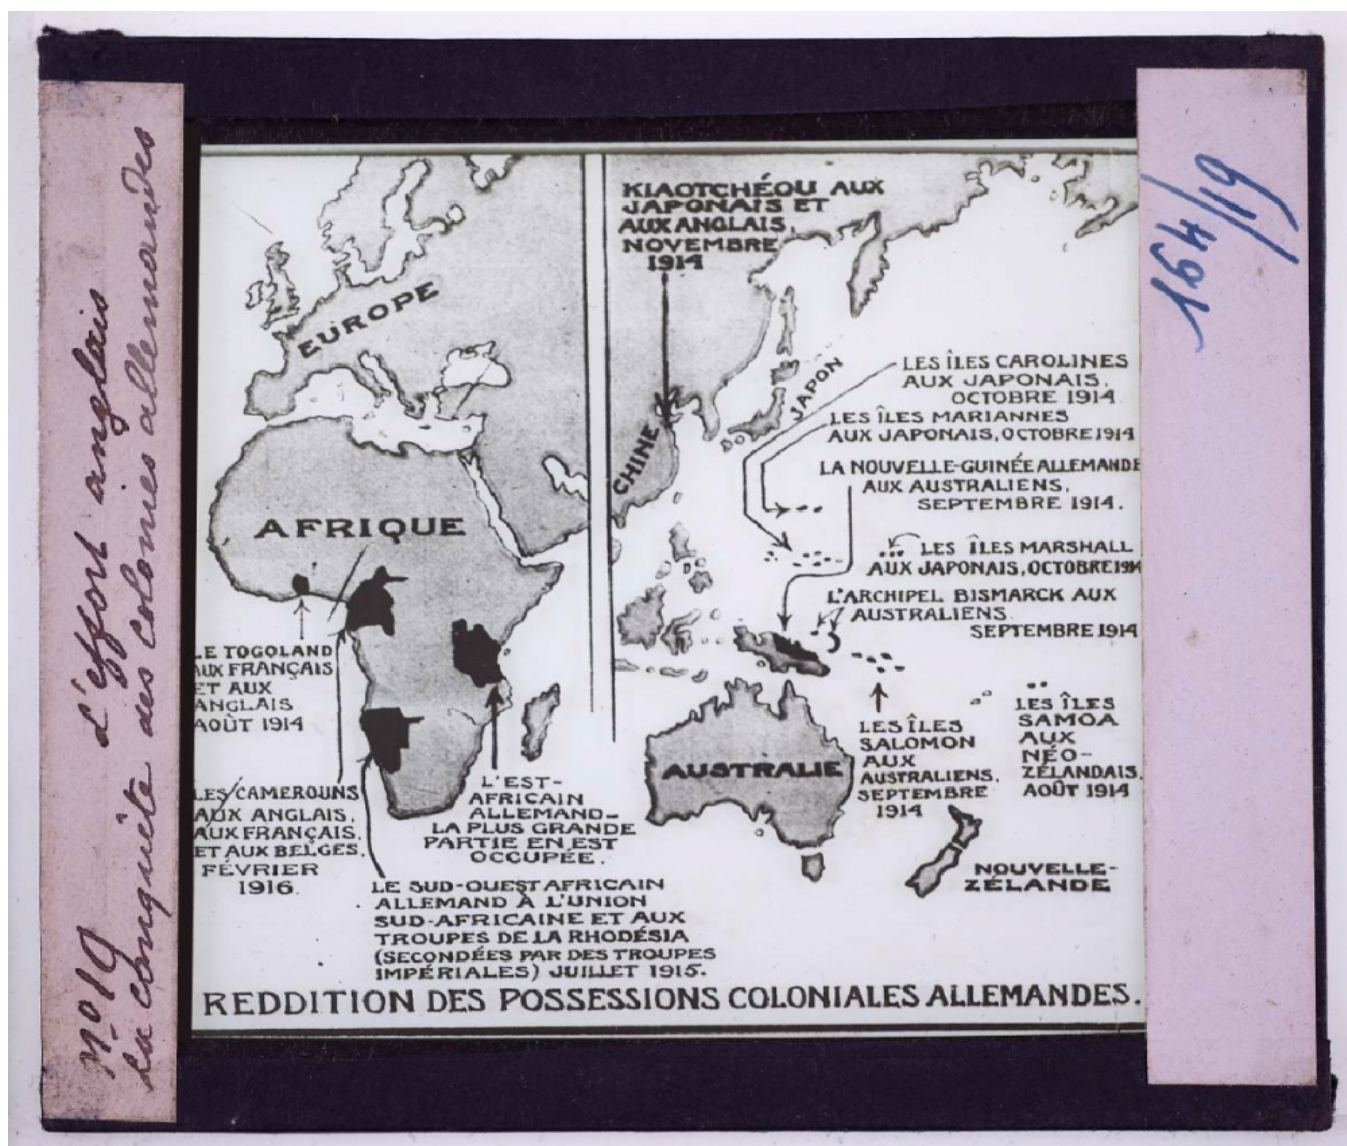 N° 19 L'effort anglais
La conquête des colonies allemandes
164/19
EUROPE
AFRIQUE
LE TOGOLAND
AUX FRANÇAIS
ET AUX
ANGLAIS
AOÛT 1914
LES CAMEROUNS
AUX ANGLAIS,
AUX FRANÇAIS,
ET AUX BELGES,
FÉVRIER
1916.
L'EST-
AFRICAIN
ALLEMAND-
LA PLUS GRANDE
PARTIE EN EST
OCCUPÉE.
LE SUD-OUEST AFRICAIN
ALLEMAND À L'UNION
SUD-AFRICAINE ET AUX
TROUPES DE LA RHODÉSIA
(SECONDÉES PAR DES TROUPES
IMPÉRIALES) JUILLET 1915.
KIAOTCHÉOU AUX
JAPONAIS ET
AUX ANGLAIS,
NOVEMBRE
1914
CHINE
JAPON
LES ÎLES CAROLINES
AUX JAPONAIS,
OCTOBRE 1914
LES ÎLES MARIANNES
AUX JAPONAIS, OCTOBRE 1914
LA NOUVELLE-GUINÉE ALLEMANDE
AUX AUSTRALIENS,
SEPTEMBRE 1914.
LES ÎLES MARSHALL
AUX JAPONAIS, OCTOBRE 1914
L'ARCHIPEL BISMARCK AUX
AUSTRALIENS
SEPTEMBRE 1914
AUSTRALIE
LES ÎLES
SALOMON
AUX
AUSTRALIENS,
SEPTEMBRE
1914
LES ÎLES
SAMOA
AUX
NÉO-
ZÉLANDAIS,
AOÛT 1914
NOUVELLE-
ZÉLANDE
REDDITION DES POSSESSIONS COLONIALES ALLEMANDES.